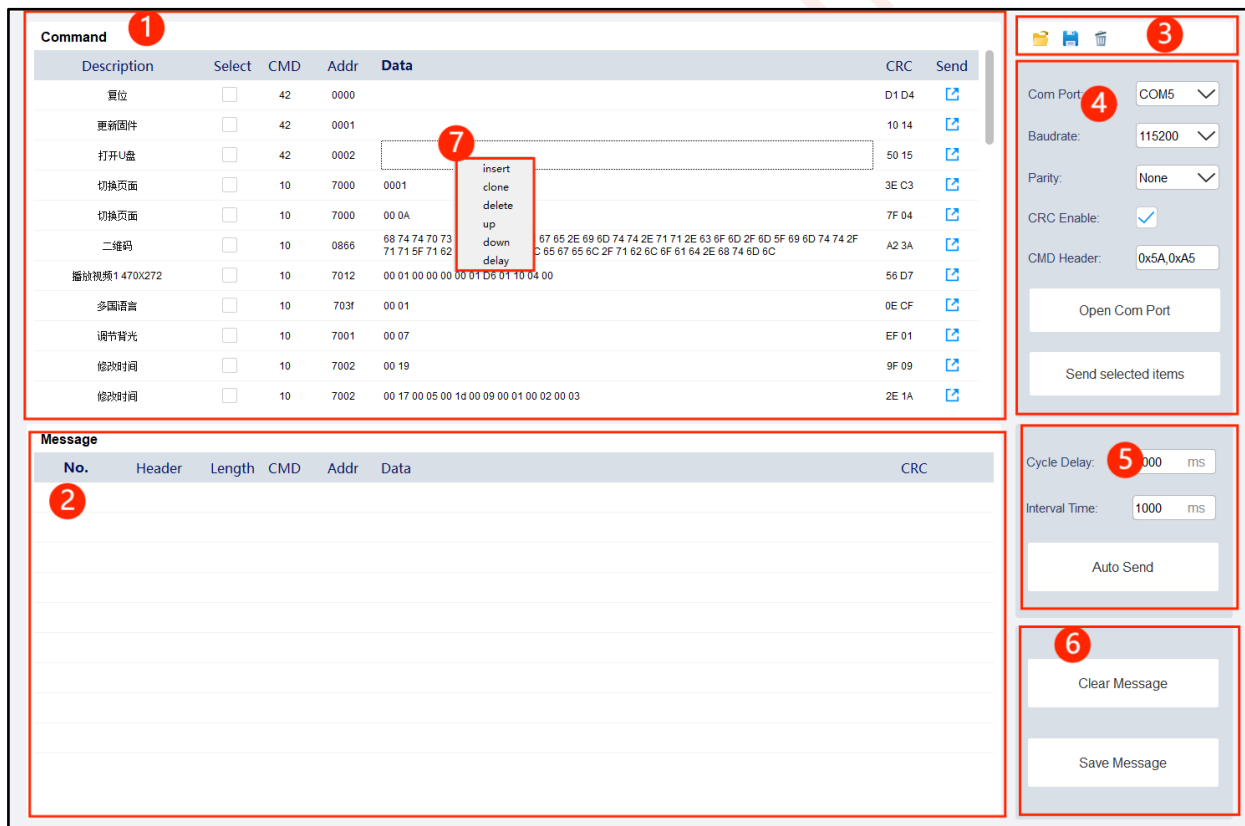 1
Command
Description Select CMD Addr Data CRC Send
复位 42 0000 D1 D4
更新固件 42 0001 10 14
打开U盘 42 0002 50 15
切换页面 10 7000 0001 3E C3
切换页面 10 7000 00 0A 7F 04
二维码 10 0866 68 74 74 70 73 67 65 2E 69 6D 74 74 2E 71 71 2E 63 6F 6D 2F 6D 5F 69 6D 74 74 2F A2 3A
71 71 5F 71 62 C 65 67 65 6C 2F 71 62 6C 6F 61 64 2E 68 74 6D 6C
播放视频1 470X272 10 7012 00 01 00 00 00 00 01 D6 01 10 04 00 56 D7
多国语言 10 703f 00 01 0E CF
调节背光 10 7001 00 07 EF 01
修改时间 10 7002 00 19 9F 09
修改时间 10 7002 00 17 00 05 00 1d 00 09 00 01 00 02 00 03 2E 1A
7
insert
clone
delete
up
down
delay
Message
No. Header Length CMD Addr Data CRC
2
3
4
Com Port: COM5
Baudrate: 115200
Parity: None
CRC Enable:
CMD Header: 0x5A,0xA5
Open Com Port
Send selected items
5
Cycle Delay: 000 ms
Interval Time: 1000 ms
Auto Send
6
Clear Message
Save Message